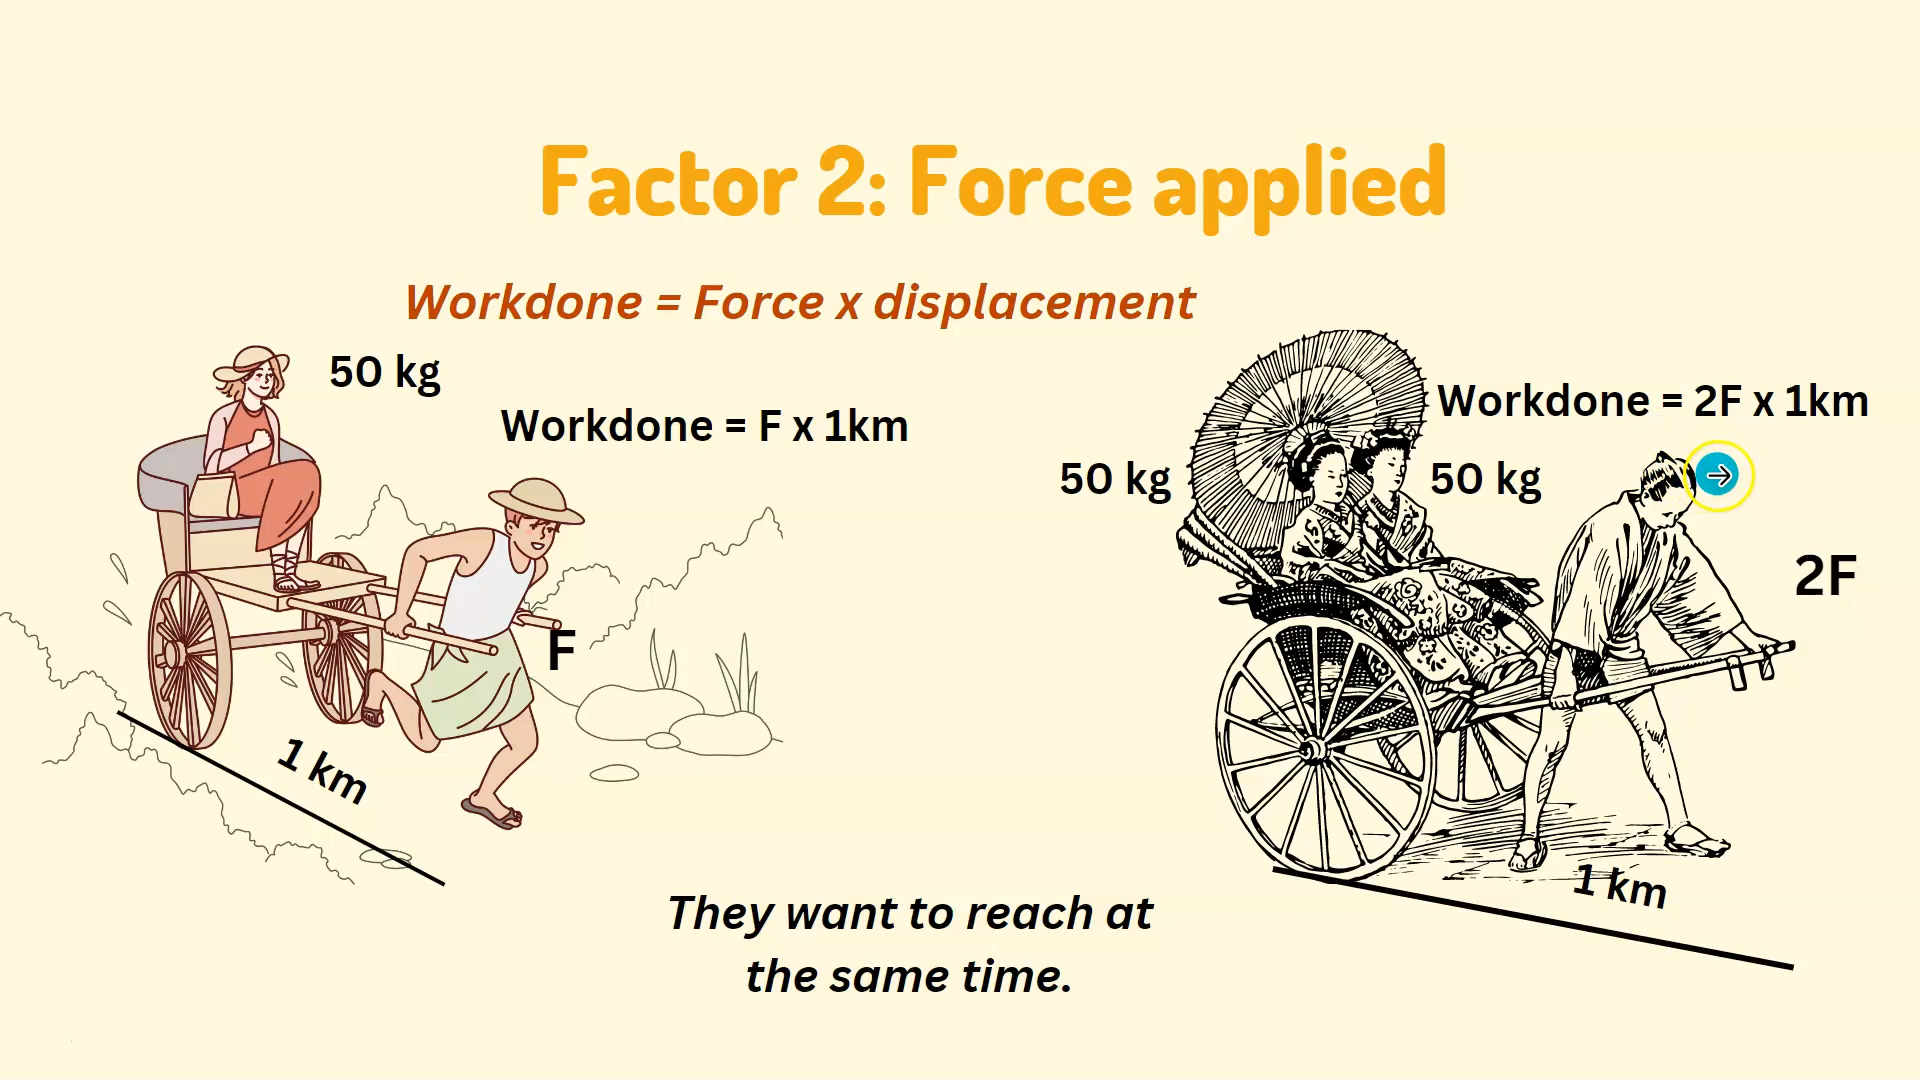 Factor 2: Force applied
Workdone = Force x displacement
50 kg
Workdone = F x 1km
F
1 km
Workdone = 2F x 1km
50 kg
50 kg
2F
1 km
They want to reach at
the same time.